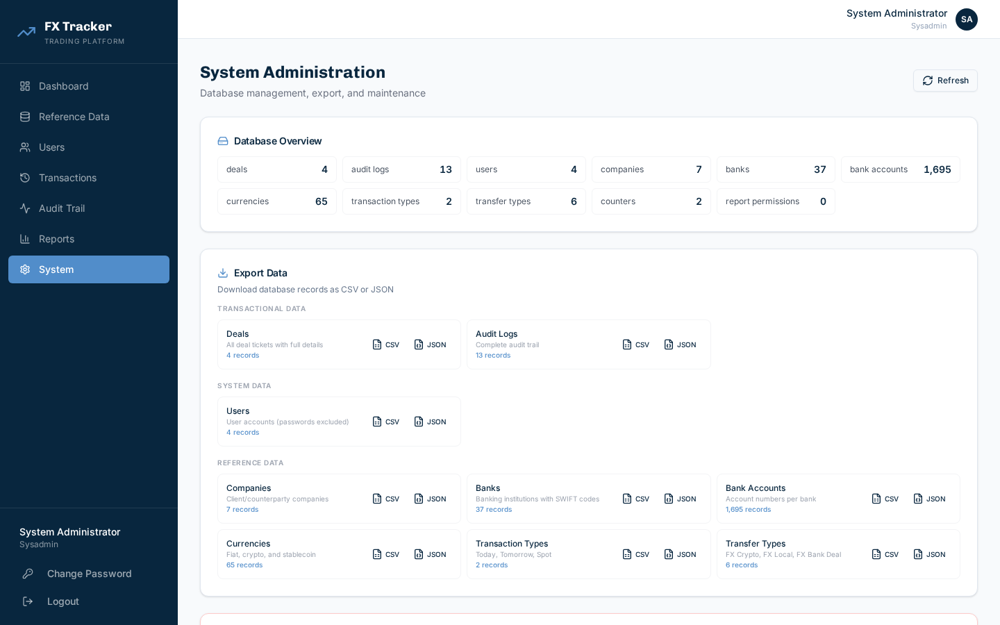 FX Tracker
TRADING PLATFORM
Dashboard
Reference Data
Users
Transactions
Audit Trail
Reports
System
System Administrator
Sysadmin
Change Password
Logout
System Administrator
Sysadmin
SA
System Administration
Database management, export, and maintenance
Refresh
Database Overview
deals 4
audit logs 13
users 4
companies 7
banks 37
bank accounts 1,695
currencies 65
transaction types 2
transfer types 6
counters 2
report permissions 0
Export Data
Download database records as CSV or JSON
TRANSACTIONAL DATA
Deals
All deal tickets with full details
4 records
CSV JSON
Audit Logs
Complete audit trail
13 records
CSV JSON
SYSTEM DATA
Users
User accounts (passwords excluded)
4 records
CSV JSON
REFERENCE DATA
Companies
Client/counterparty companies
7 records
CSV JSON
Banks
Banking institutions with SWIFT codes
37 records
CSV JSON
Bank Accounts
Account numbers per bank
1,695 records
CSV JSON
Currencies
Fiat, crypto, and stablecoin
65 records
CSV JSON
Transaction Types
Today, Tomorrow, Spot
2 records
CSV JSON
Transfer Types
FX Crypto, FX Local, FX Bank Deal
6 records
CSV JSON